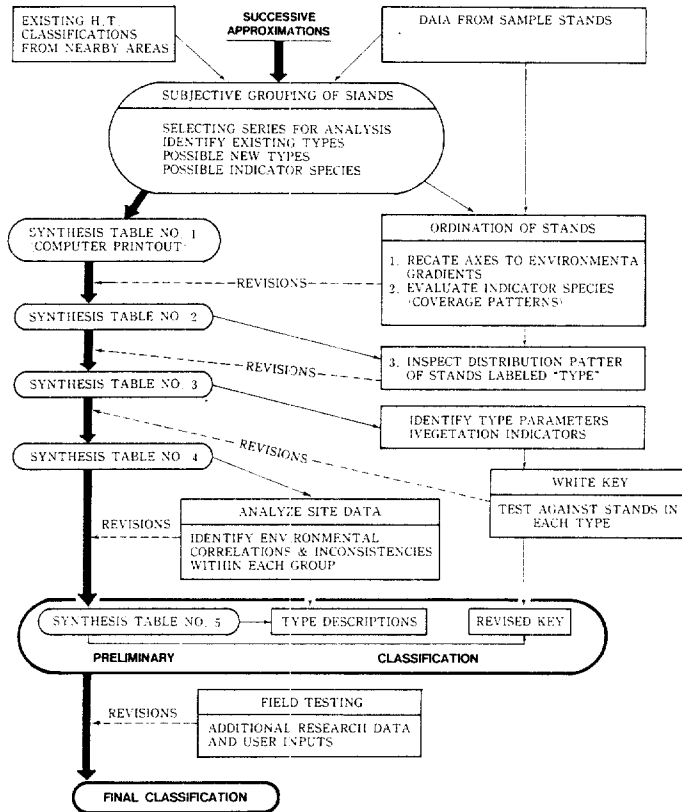 EXISTING H.T.
CLASSIFICATIONS
FROM NEARBY AREAS
SUCCESSIVE
APPROXIMATIONS
DAIA FROM SAMPLE STANDS
SUBJECTIVE GROUPING OF SIANDS
SELECTING SERIES FOR ANALYSIS
IDENTIFY EXISTING TYPES
POSSIBLE NEW TYPES
POSSIBLE INDICATOR SPECIES
SYNTHESIS TABLE NO. 1
(COMPUTER PRINTOUT)
ORDINATION OF STANDS
1. RECATE AXES TO ENVIRONMENTA
GRADIENTS
2. EVALUATE INDICATOR SPECIES
(COVERAGE PATTERNS)
REVISIONS
SYNTHESIS TABLE NO. 2
REVISIONS
3. INSPECT DISTRIBUTION PATTER
OF STANDS LABELED "TYPE"
SYNTHESIS TABLE NO. 3
IDENTIFY TYPE PARAMETERS
IVEGETATION INDICATORS
REVISIONS
SYNTHESIS TABLE NO. 4
WRITE KEY
TEST AGAINST STANDS IN
EACH TYPE
ANALYZE SITE DATA
IDENTIFY ENVIRONMENTAL
CORRELATIONS & INCONSISTENCIES
WITHIN EACH GROUP
REVISIONS
SYNTHESIS TABLE NO. 5
TYPE DESCRIPTIONS
REVISED KEY
PRELIMINARY CLASSIFICATION
FIELD TESTING
ADDITIONAL RESEARCH DATA
AND USER INPUTS
REVISIONS
FINAL CLASSIFICATION